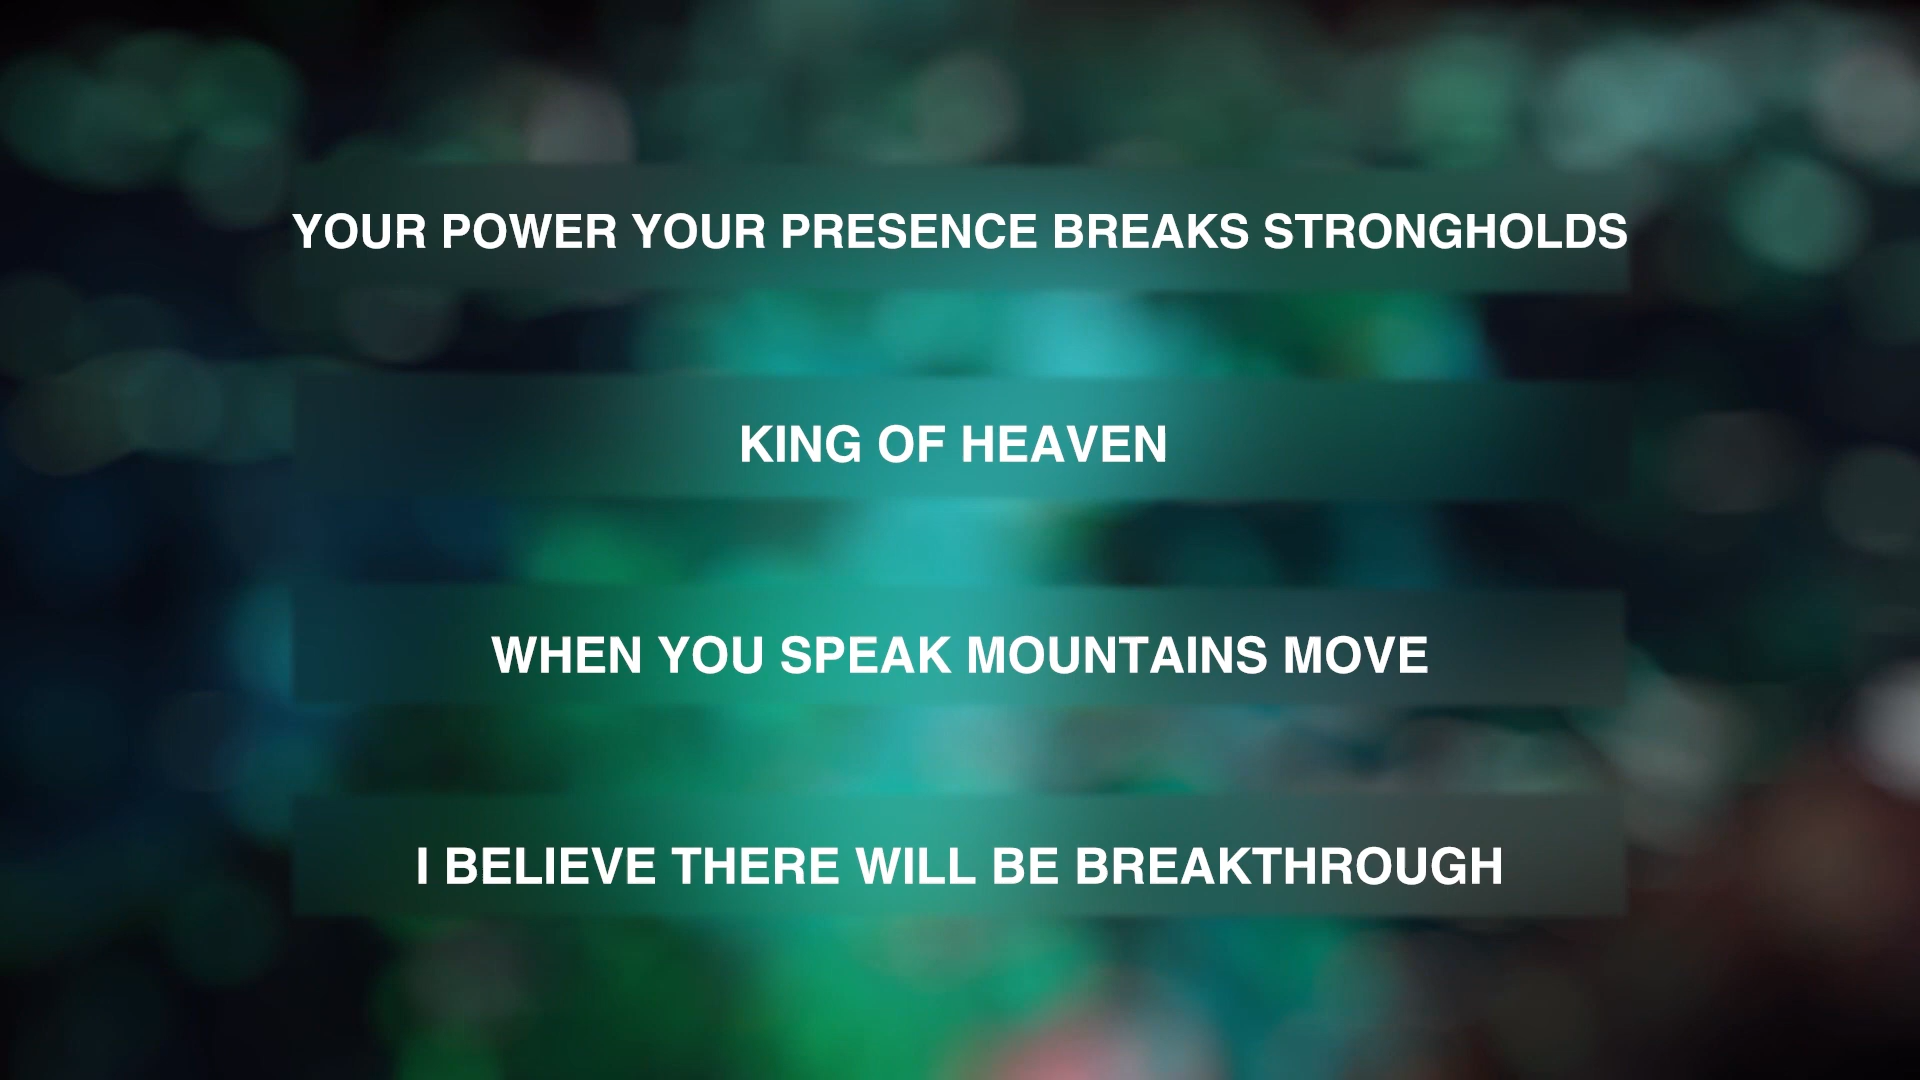 YOUR POWER YOUR PRESENCE BREAKS STRONGHOLDS
KING OF HEAVEN
WHEN YOU SPEAK MOUNTAINS MOVE
I BELIEVE THERE WILL BE BREAKTHROUGH